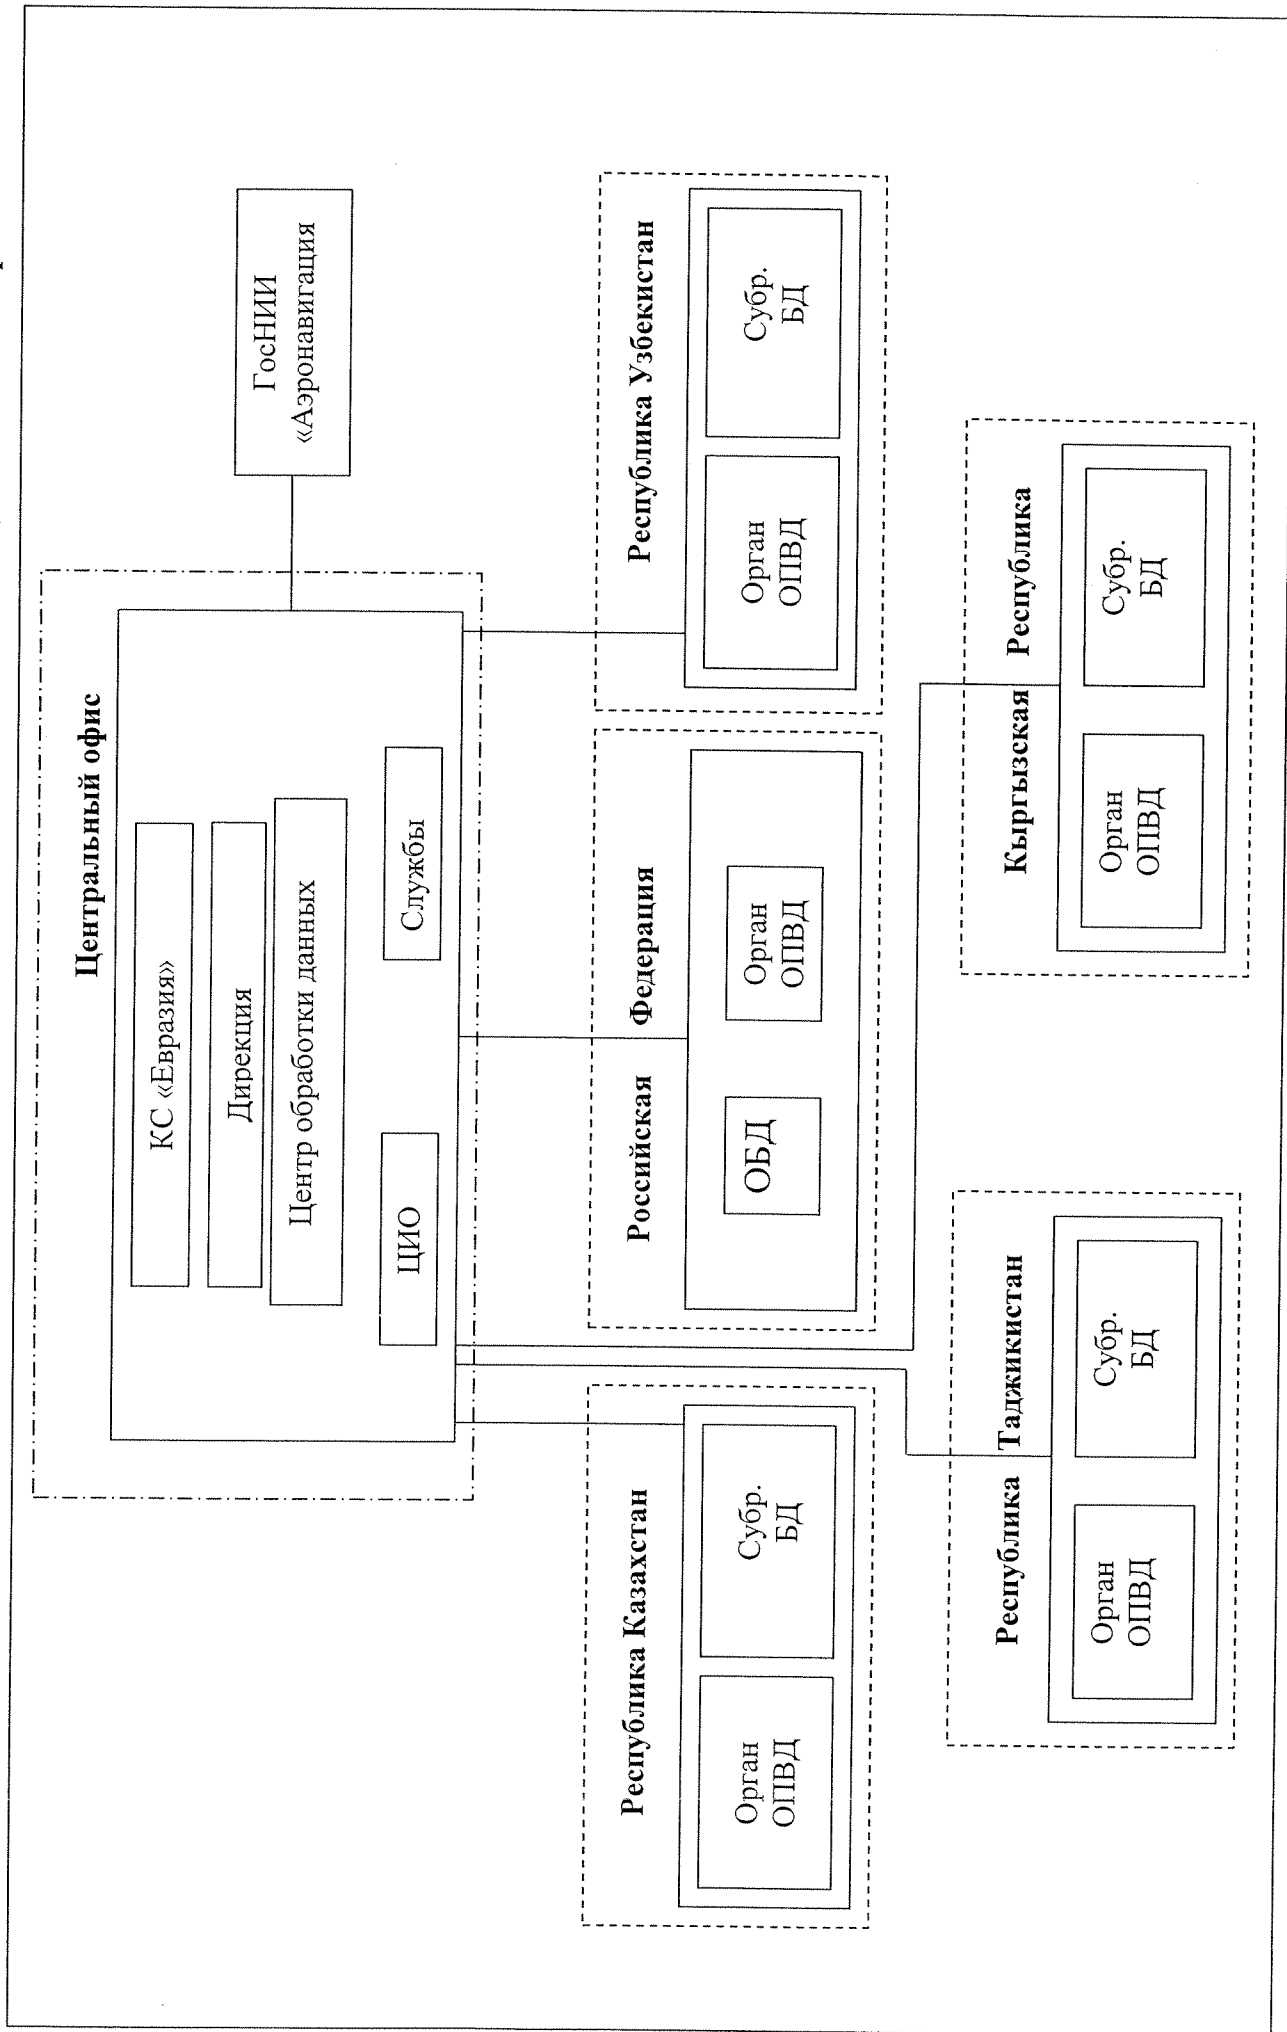 Центральный офис
КС «Евразия»
Дирекция
Центр обработки данных
ЦИО
Службы
ГосНИИ
«Аэронавигация
Республика Казахстан
Орган
ОПВД
Субр.
БД
Российская Федерация
ОБД
Орган
ОПВД
Республика Узбекистан
Орган
ОПВД
Субр.
БД
Республика Таджикистан
Орган
ОПВД
Субр.
БД
Кыргызская Республика
Орган
ОПВД
Субр.
БД